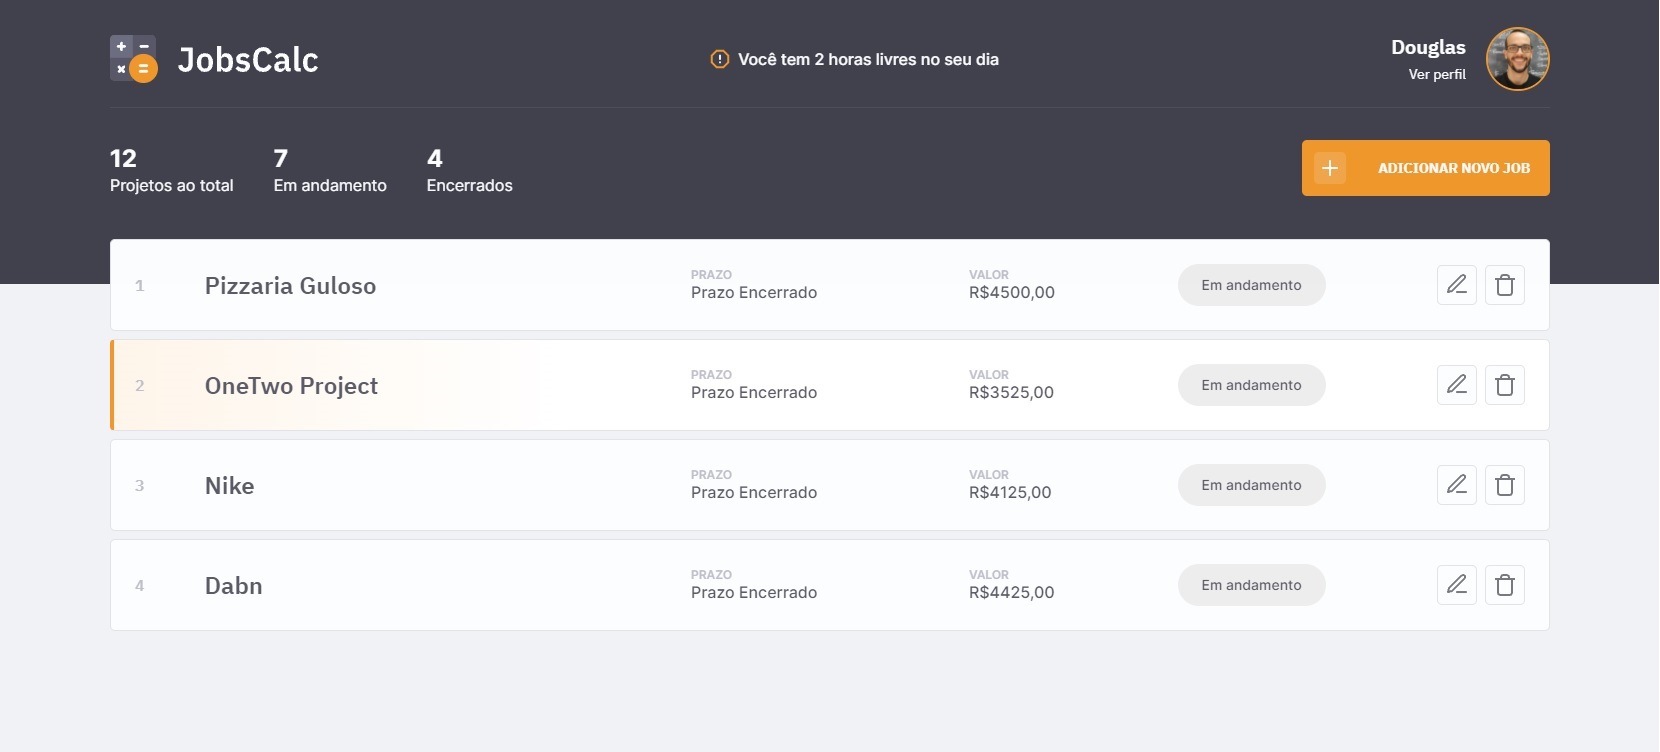 JobsCalc
Você tem 2 horas livres no seu dia
Douglas
Ver perfil
12
Projetos ao total
7
Em andamento
4
Encerrados
ADICIONAR NOVO JOB
1
Pizzaria Guloso
PRAZO
Prazo Encerrado
VALOR
R$4500,00
Em andamento
2
OneTwo Project
PRAZO
Prazo Encerrado
VALOR
R$3525,00
Em andamento
3
Nike
PRAZO
Prazo Encerrado
VALOR
R$4125,00
Em andamento
4
Dabn
PRAZO
Prazo Encerrado
VALOR
R$4425,00
Em andamento